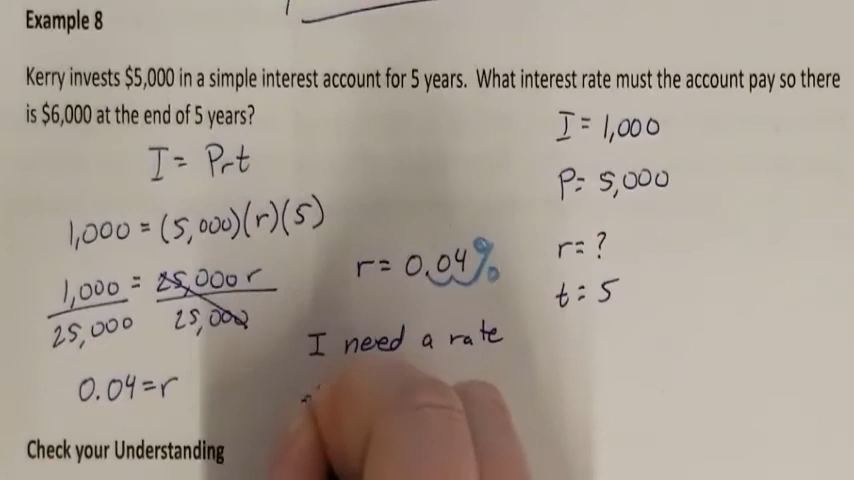 Example 8
Kerry invests $5,000 in a simple interest account for 5 years. What interest rate must the account pay so there
is $6,000 at the end of 5 years?
I = Prt
1,000 = (5,000)(r)(5)
1,000 = 25,000 r
25,000 25,000
0.04 = r
r = 0.04%
I need a rate
I = 1,000
P = 5,000
r = ?
t = 5
Check your Understanding